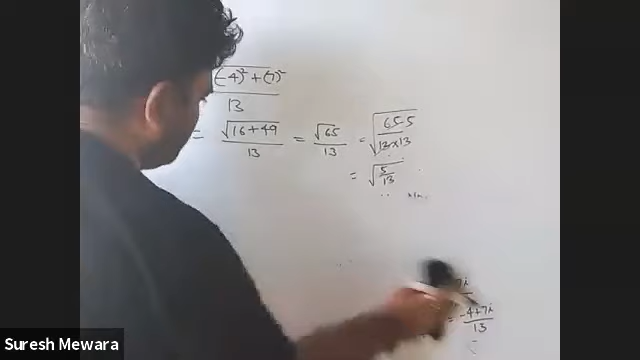 √(-4)² + (7)² / 13
= √16 + 49 / 13 = √65 / 13 = √65 5 / √13 x 13
= √5 / 13
7i
= -4 + 7i / 13
Suresh Mewara